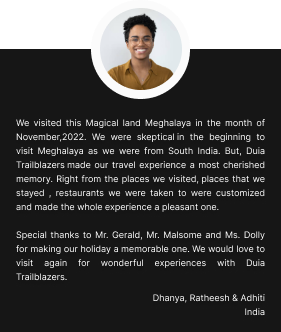 We visited this Magical land Meghalaya in the month of
November,2022. We were skeptical in the beginning to
visit Meghalaya as we were from South India. But, Duia
Trailblazers made our travel experience a most cherished
memory. Right from the places we visited, places that we
stayed , restaurants we were taken to were customized
and made the whole experience a pleasant one.
Special thanks to Mr. Gerald, Mr. Malsome and Ms. Dolly
for making our holiday a memorable one. We would love to
visit again for wonderful experiences with Duia
Trailblazers.
Dhanya, Ratheesh & Adhiti
India